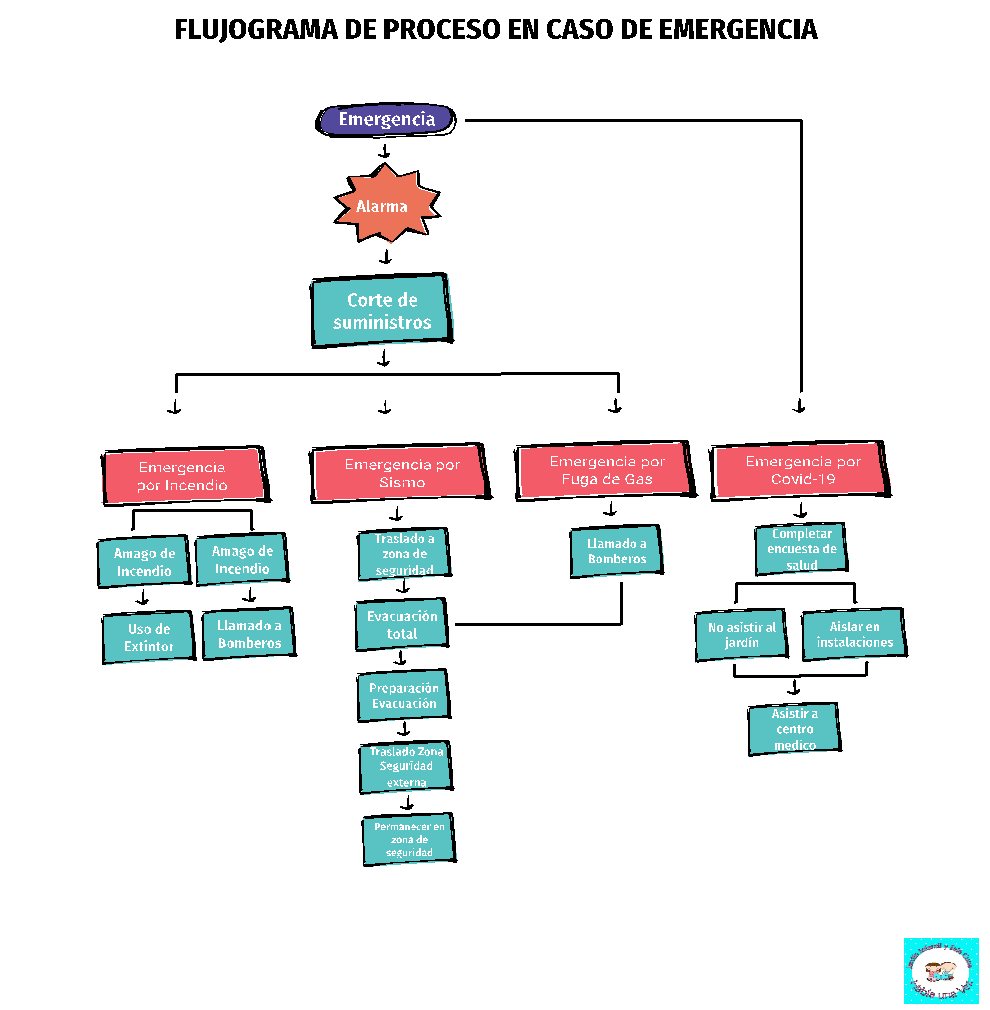 FLUJOGRAMA DE PROCESO EN CASO DE EMERGENCIA
Emergencia
Alarma
Corte de
suministros
Emergencia
por Incendio
Emergencia por
Sismo
Emergencia por
Fuga de Gas
Emergencia por
Covid-19
Amago de
Incendio
Amago de
Incendio
Traslado a
zona de
seguridad
Llamado a
Bomberos
Completar
encuesta de
salud
Uso de
Extintor
Llamado a
Bomberos
Evacuación
total
No asistir al
jardín
Aislar en
instalaciones
Preparación
Evacuación
Asistir a
centro
medico
Traslado Zona
Seguridad
externa
Permanecer en
zona de
seguridad
Había una Vez